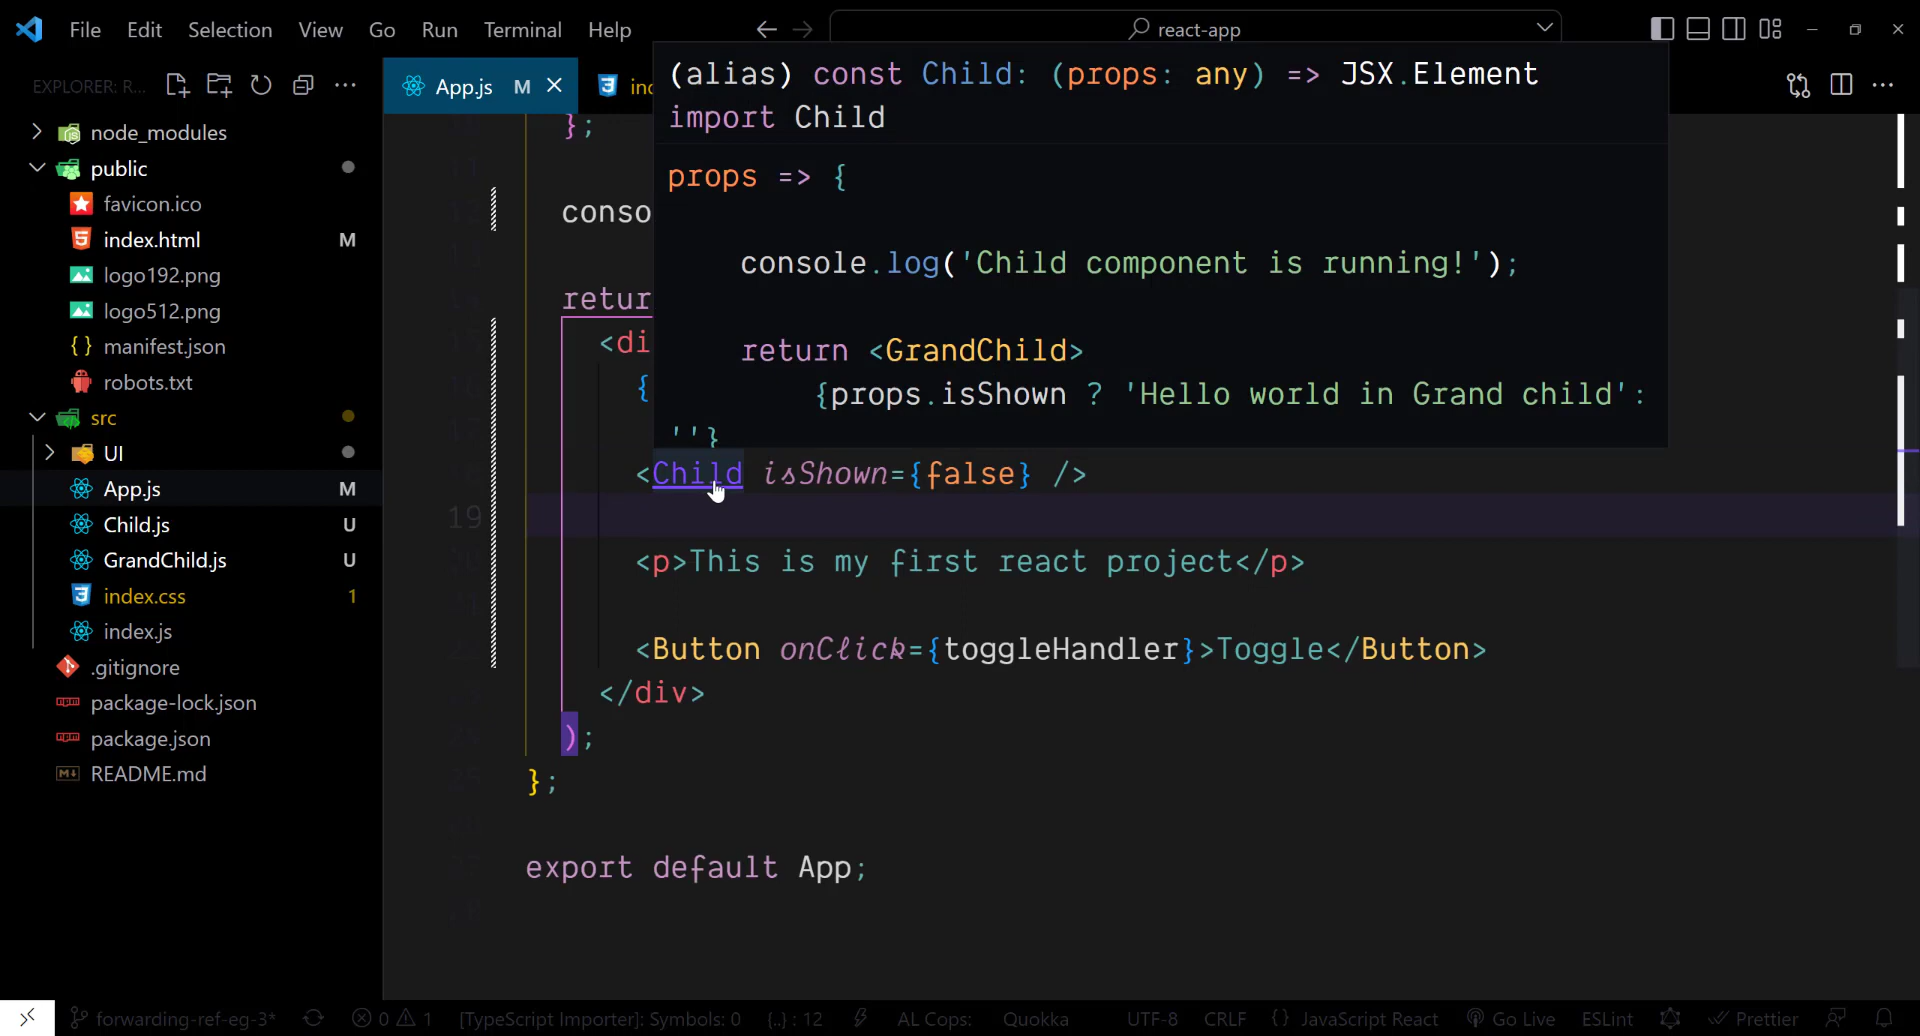 File Edit Selection View Go Run Terminal Help
react-app
EXPLORER: R...
App.js M
node_modules
public
favicon.ico
index.html M
logo192.png
logo512.png
manifest.json
robots.txt
src
UI
App.js M
Child.js U
GrandChild.js U
index.css 1
index.js
.gitignore
package-lock.json
package.json
README.md
(alias) const Child: (props: any) => JSX.Element
import Child
props => {
console.log('Child component is running!');
return <GrandChild>
{props.isShown ? 'Hello world in Grand child':
''}
};
conso
retur
<di
{
<Child isShown={false} />
19
<p>This is my first react project</p>
<Button onClick={toggleHandler}>Toggle</Button>
</div>
);
};
export default App;
forwarding-ref-eg-3* 0 1 [TypeScript Importer]: Symbols: 0 {..} : 12 AL Cops: Quokka UTF-8 CRLF {} JavaScript React Go Live ESLint Prettier